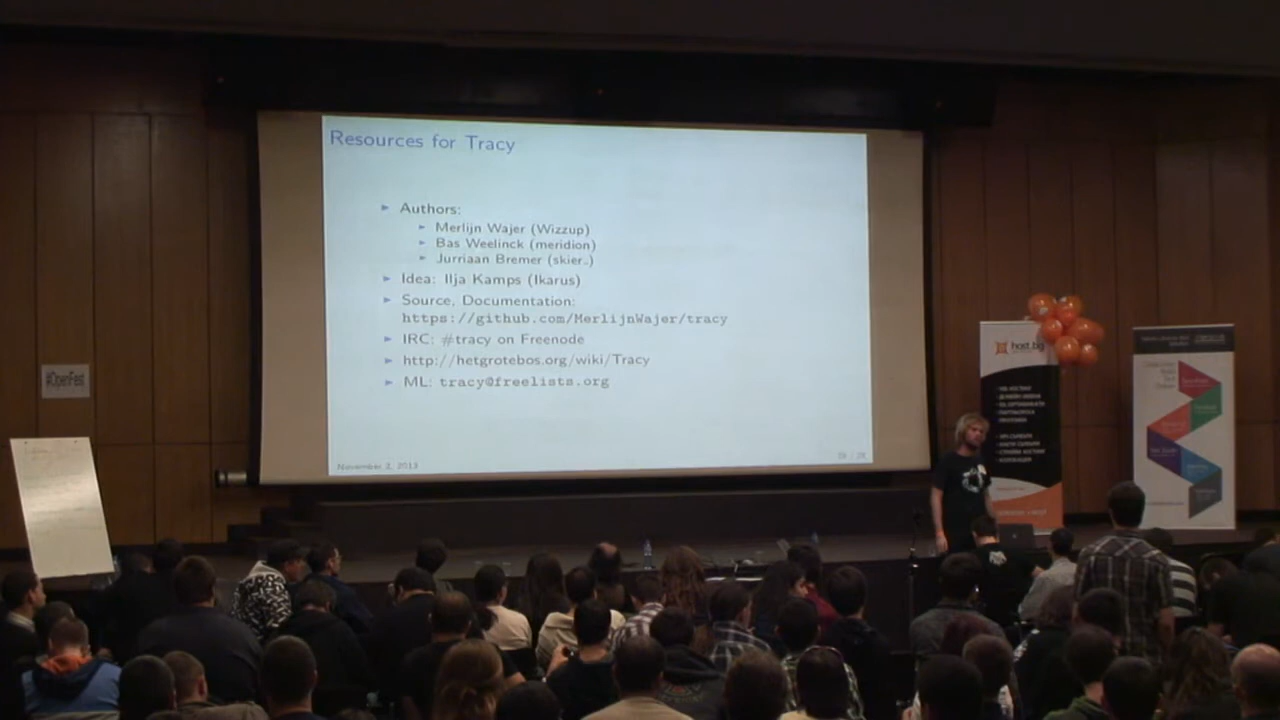 Resources for Tracy
Authors:
Merlijn Wajer (Wizzup)
Bas Weelinck (meridion)
Jurriaan Bremer (skier_)
Idea: Ilja Kamps (Ikarus)
Source, Documentation:
https://github.com/MerlijnWajer/tracy
IRC: #tracy on Freenode
http://hetgrotebos.org/wiki/Tracy
ML: tracy@freelists.org
November 2, 2013
#OpenFest
host.bg